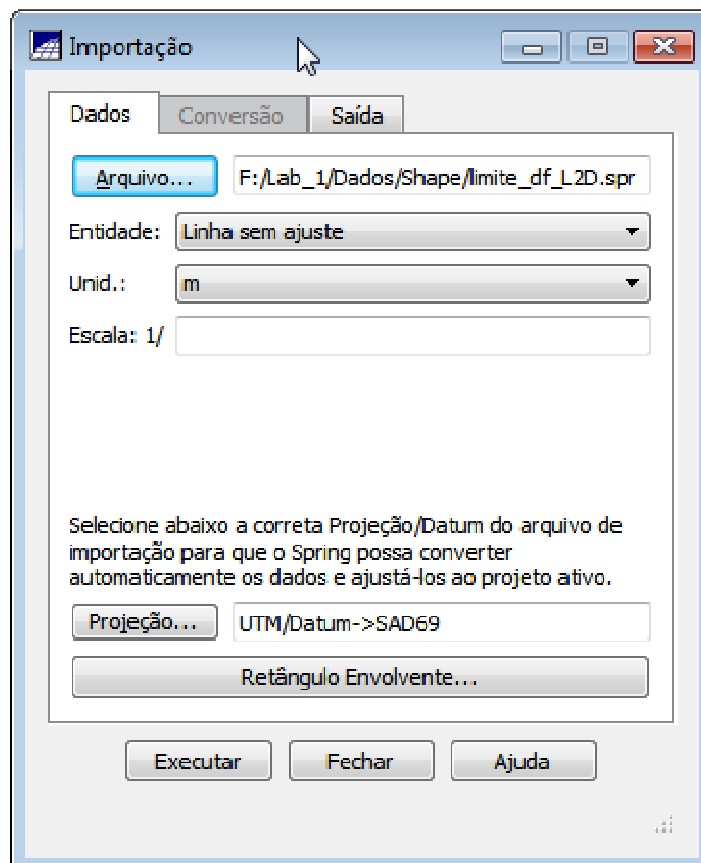 Importação
Dados Conversão Saída
Arquivo... F:/Lab_1/Dados/Shape/limite_df_L2D.spr
Entidade: Linha sem ajuste
Unid.: m
Escala: 1/
Selecione abaixo a correta Projeção/Datum do arquivo de
importação para que o Spring possa converter
automaticamente os dados e ajustá-los ao projeto ativo.
Projeção... UTM/Datum->SAD69
Retângulo Envolvente...
Executar Fechar Ajuda